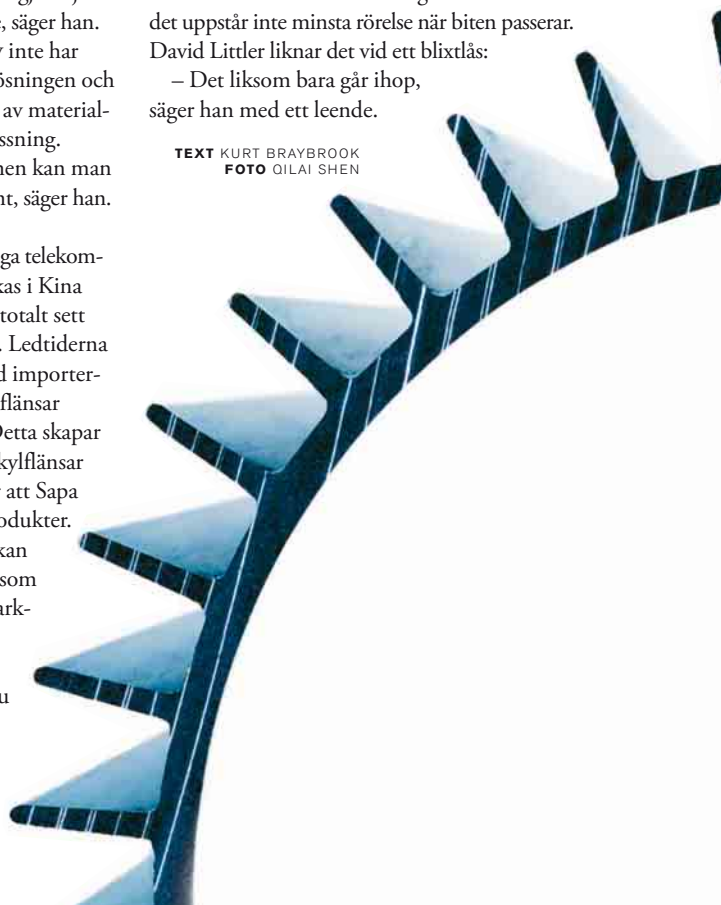 , säger han.
inte har
ösningen och
av material-
ssning.
nen kan man
nt, säger han.
ga telekom-
kas i Kina
totalt sett
. Ledtiderna
d importer-
flänsar
Detta skapar
kylflänsar
att Sapa
odukter.
kan
som
ark-
u
det uppstår inte minsta rörelse när biten passerar.
David Littler liknar det vid ett blixtlås:
– Det liksom bara går ihop,
säger han med ett leende.
TEXT KURT BRAYBROOK
FOTO QILAI SHEN